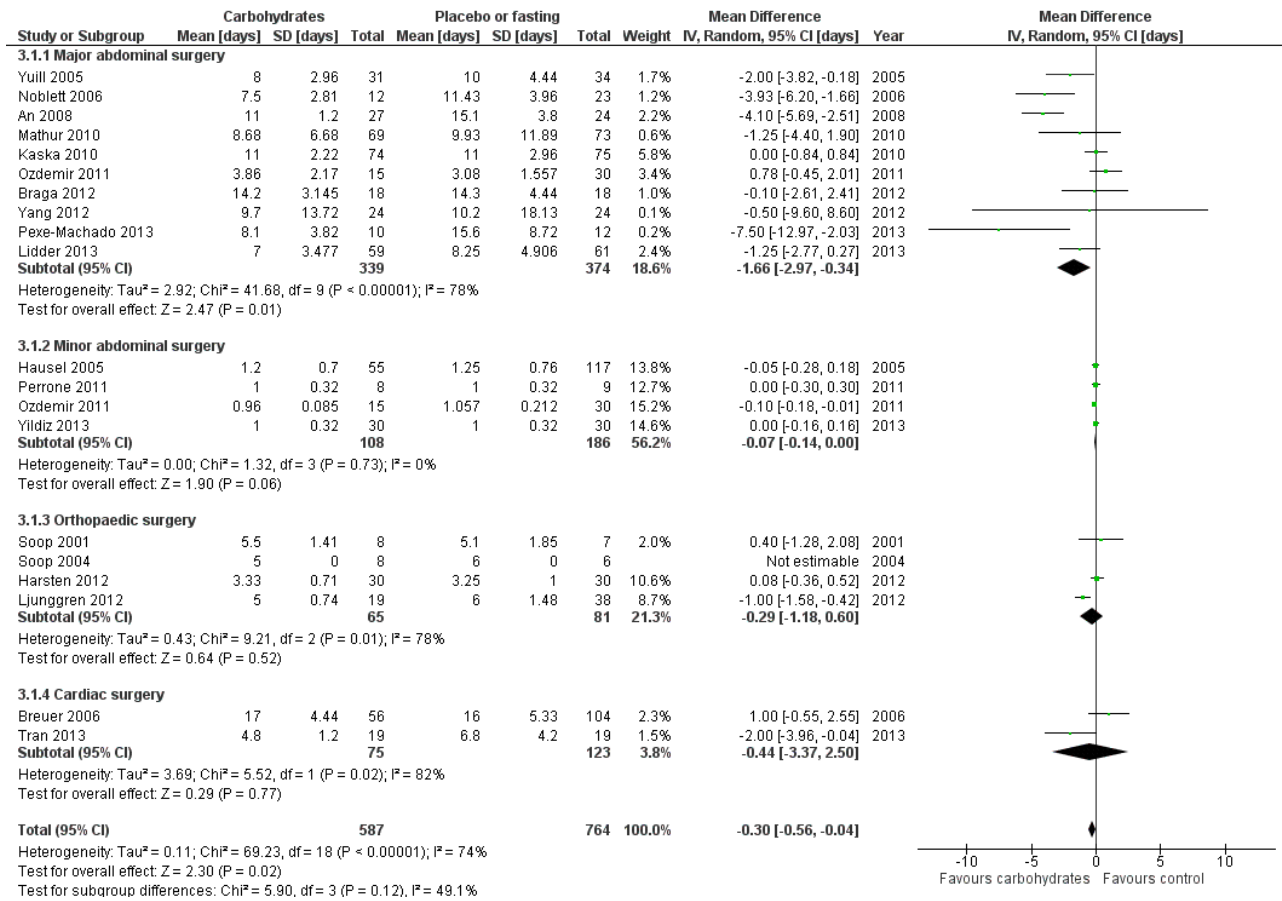 Carbohydrates Placebo or fasting Mean Difference Mean Difference
Study or Subgroup Mean [days] SD [days] Total Mean [days] SD [days] Total Weight IV, Random, 95% CI [days] Year IV, Random, 95% CI [days]
3.1.1 Major abdominal surgery
Yuill 2005 8 2.96 31 10 4.44 34 1.7% -2.00 [-3.82, -0.18] 2005
Noblett 2006 7.5 2.81 12 11.43 3.96 23 1.2% -3.93 [-6.20, -1.66] 2006
An 2008 11 1.2 27 15.1 3.8 24 2.2% -4.10 [-5.69, -2.51] 2008
Mathur 2010 8.68 6.68 69 9.93 11.89 73 0.6% -1.25 [-4.40, 1.90] 2010
Kaska 2010 11 2.22 74 11 2.96 75 5.8% 0.00 [-0.84, 0.84] 2010
Ozdemir 2011 3.86 2.17 15 3.08 1.557 30 3.4% 0.78 [-0.45, 2.01] 2011
Braga 2012 14.2 3.145 18 14.3 4.44 18 1.0% -0.10 [-2.61, 2.41] 2012
Yang 2012 9.7 13.72 24 10.2 18.13 24 0.1% -0.50 [-9.60, 8.60] 2012
Pexe-Machado 2013 8.1 3.82 10 15.6 8.72 12 0.2% -7.50 [-12.97, -2.03] 2013
Lidder 2013 7 3.477 59 8.25 4.906 61 2.4% -1.25 [-2.77, 0.27] 2013
Subtotal (95% CI) 339 374 18.6% -1.66 [-2.97, -0.34]
Heterogeneity: Tau² = 2.92; Chi² = 41.68, df = 9 (P < 0.00001); I² = 78%
Test for overall effect: Z = 2.47 (P = 0.01)
3.1.2 Minor abdominal surgery
Hausel 2005 1.2 0.7 55 1.25 0.76 117 13.8% -0.05 [-0.28, 0.18] 2005
Perrone 2011 1 0.32 8 1 0.32 9 12.7% 0.00 [-0.30, 0.30] 2011
Ozdemir 2011 0.96 0.085 15 1.057 0.212 30 15.2% -0.10 [-0.18, -0.01] 2011
Yildiz 2013 1 0.32 30 1 0.32 30 14.6% 0.00 [-0.16, 0.16] 2013
Subtotal (95% CI) 108 186 56.2% -0.07 [-0.14, 0.00]
Heterogeneity: Tau² = 0.00; Chi² = 1.32, df = 3 (P = 0.73); I² = 0%
Test for overall effect: Z = 1.90 (P = 0.06)
3.1.3 Orthopaedic surgery
Soop 2001 5.5 1.41 8 5.1 1.85 7 2.0% 0.40 [-1.28, 2.08] 2001
Soop 2004 5 0 8 6 0 6 Not estimable 2004
Harsten 2012 3.33 0.71 30 3.25 1 30 10.6% 0.08 [-0.36, 0.52] 2012
Ljunggren 2012 5 0.74 19 6 1.48 38 8.7% -1.00 [-1.58, -0.42] 2012
Subtotal (95% CI) 65 81 21.3% -0.29 [-1.18, 0.60]
Heterogeneity: Tau² = 0.43; Chi² = 9.21, df = 2 (P = 0.01); I² = 78%
Test for overall effect: Z = 0.64 (P = 0.52)
3.1.4 Cardiac surgery
Breuer 2006 17 4.44 56 16 5.33 104 2.3% 1.00 [-0.55, 2.55] 2006
Tran 2013 4.8 1.2 19 6.8 4.2 19 1.5% -2.00 [-3.96, -0.04] 2013
Subtotal (95% CI) 75 123 3.8% -0.44 [-3.37, 2.50]
Heterogeneity: Tau² = 3.69; Chi² = 5.52, df = 1 (P = 0.02); I² = 82%
Test for overall effect: Z = 0.29 (P = 0.77)
Total (95% CI) 587 764 100.0% -0.30 [-0.56, -0.04]
Heterogeneity: Tau² = 0.11; Chi² = 69.23, df = 18 (P < 0.00001); I² = 74%
Test for overall effect: Z = 2.30 (P = 0.02)
Test for subgroup differences: Chi² = 5.90, df = 3 (P = 0.12), I² = 49.1%
-10 -5 0 5 10
Favours carbohydrates Favours control